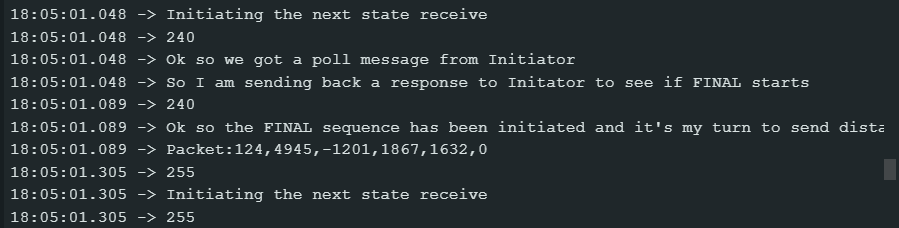 18:05:01.048 -> Initiating the next state receive
18:05:01.048 -> 240
18:05:01.048 -> Ok so we got a poll message from Initiator
18:05:01.048 -> So I am sending back a response to Initator to see if FINAL starts
18:05:01.089 -> 240
18:05:01.089 -> Ok so the FINAL sequence has been initiated and it's my turn to send dista
18:05:01.089 -> Packet:124,4945,-1201,1867,1632,0
18:05:01.305 -> 255
18:05:01.305 -> Initiating the next state receive
18:05:01.305 -> 255